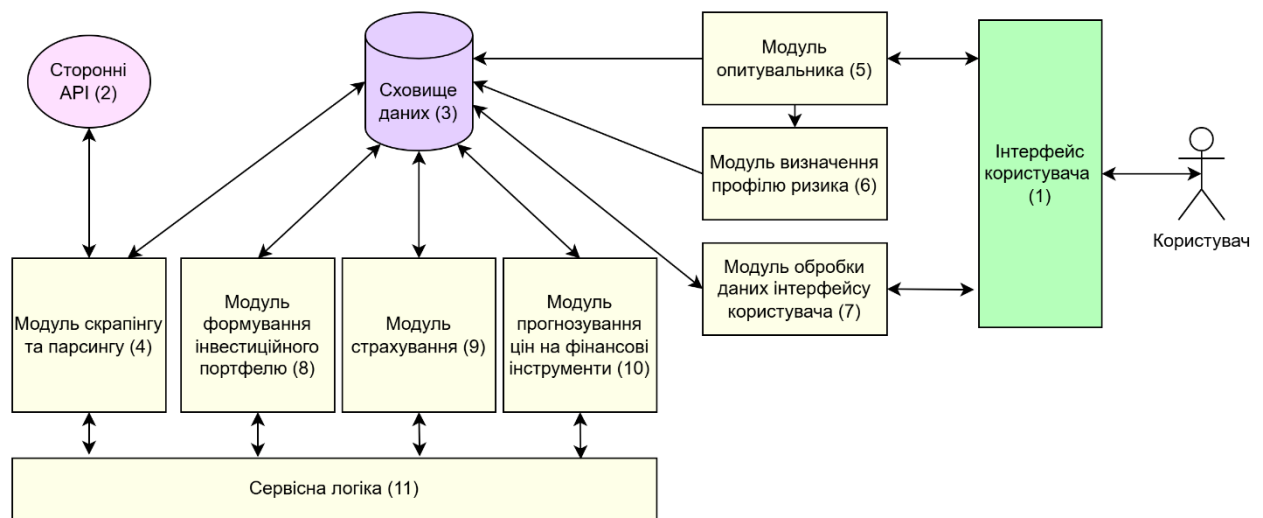 Сторонні
АРІ (2)
Сховище
даних (3)
Модуль
опитувальника (5)
Модуль визначення
профілю ризика (6)
Модуль обробки
даних інтерфейсу
користувача (7)
Інтерфейс
користувача
(1)
Користувач
Модуль скрапінгу
та парсингу (4)
Модуль
формування
інвестиційного
портфелю (8)
Модуль
страхування (9)
Модуль
прогнозування
цін на фінансові
інструменти (10)
Сервісна логіка (11)